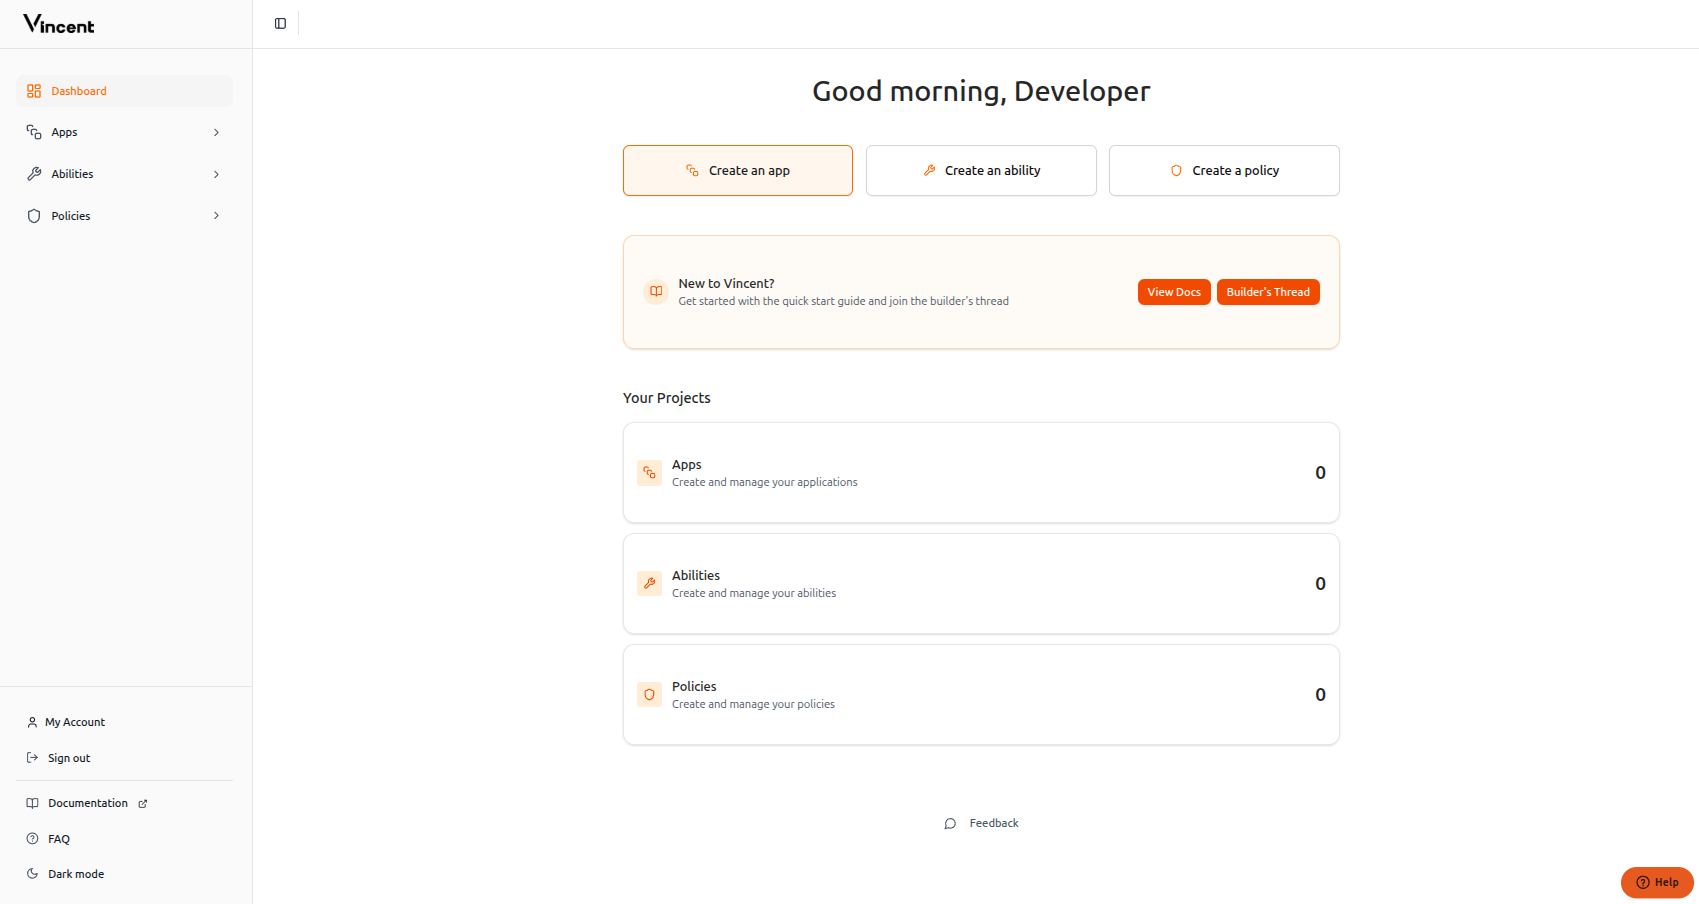 Vincent
Dashboard
Apps
Abilities
Policies
My Account
Sign out
Documentation
FAQ
Dark mode
Good morning, Developer
Create an app
Create an ability
Create a policy
New to Vincent?
Get started with the quick start guide and join the builder's thread
View Docs
Builder's Thread
Your Projects
Apps
Create and manage your applications
0
Abilities
Create and manage your abilities
0
Policies
Create and manage your policies
0
Feedback
Help